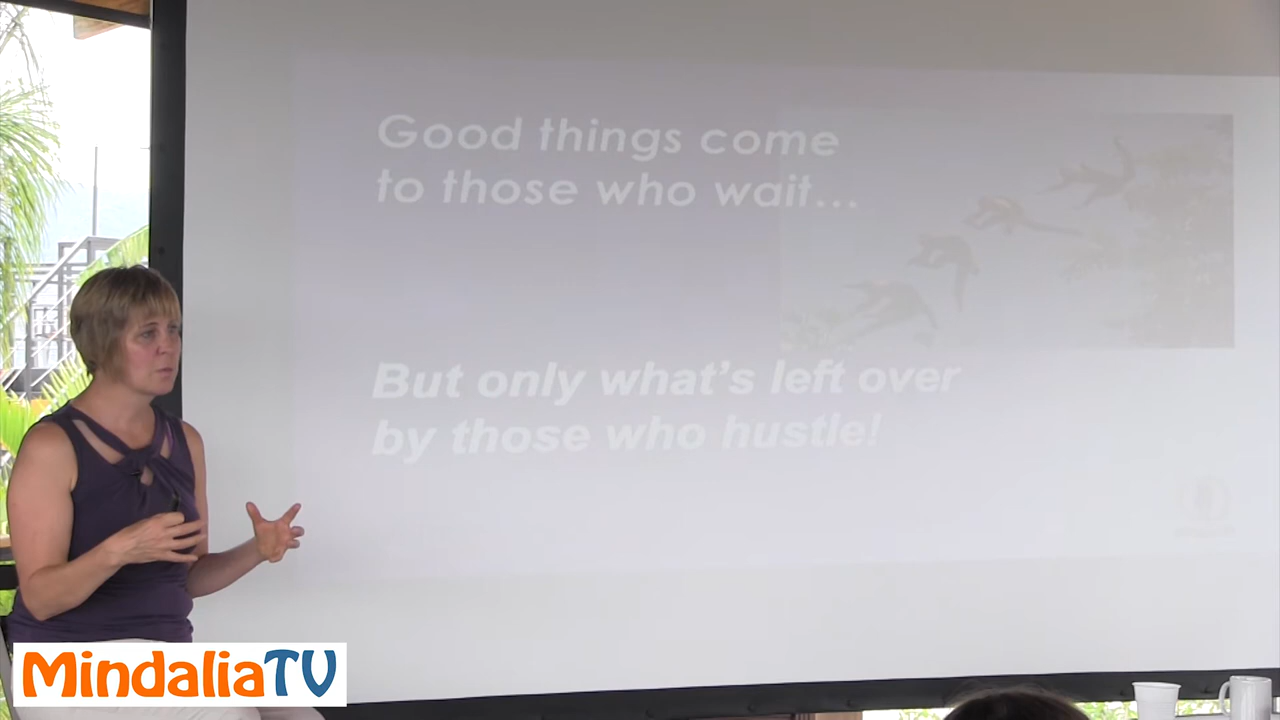 Good things come
to those who wait...
But only what's left over
by those who hustle!
MindaliaTV